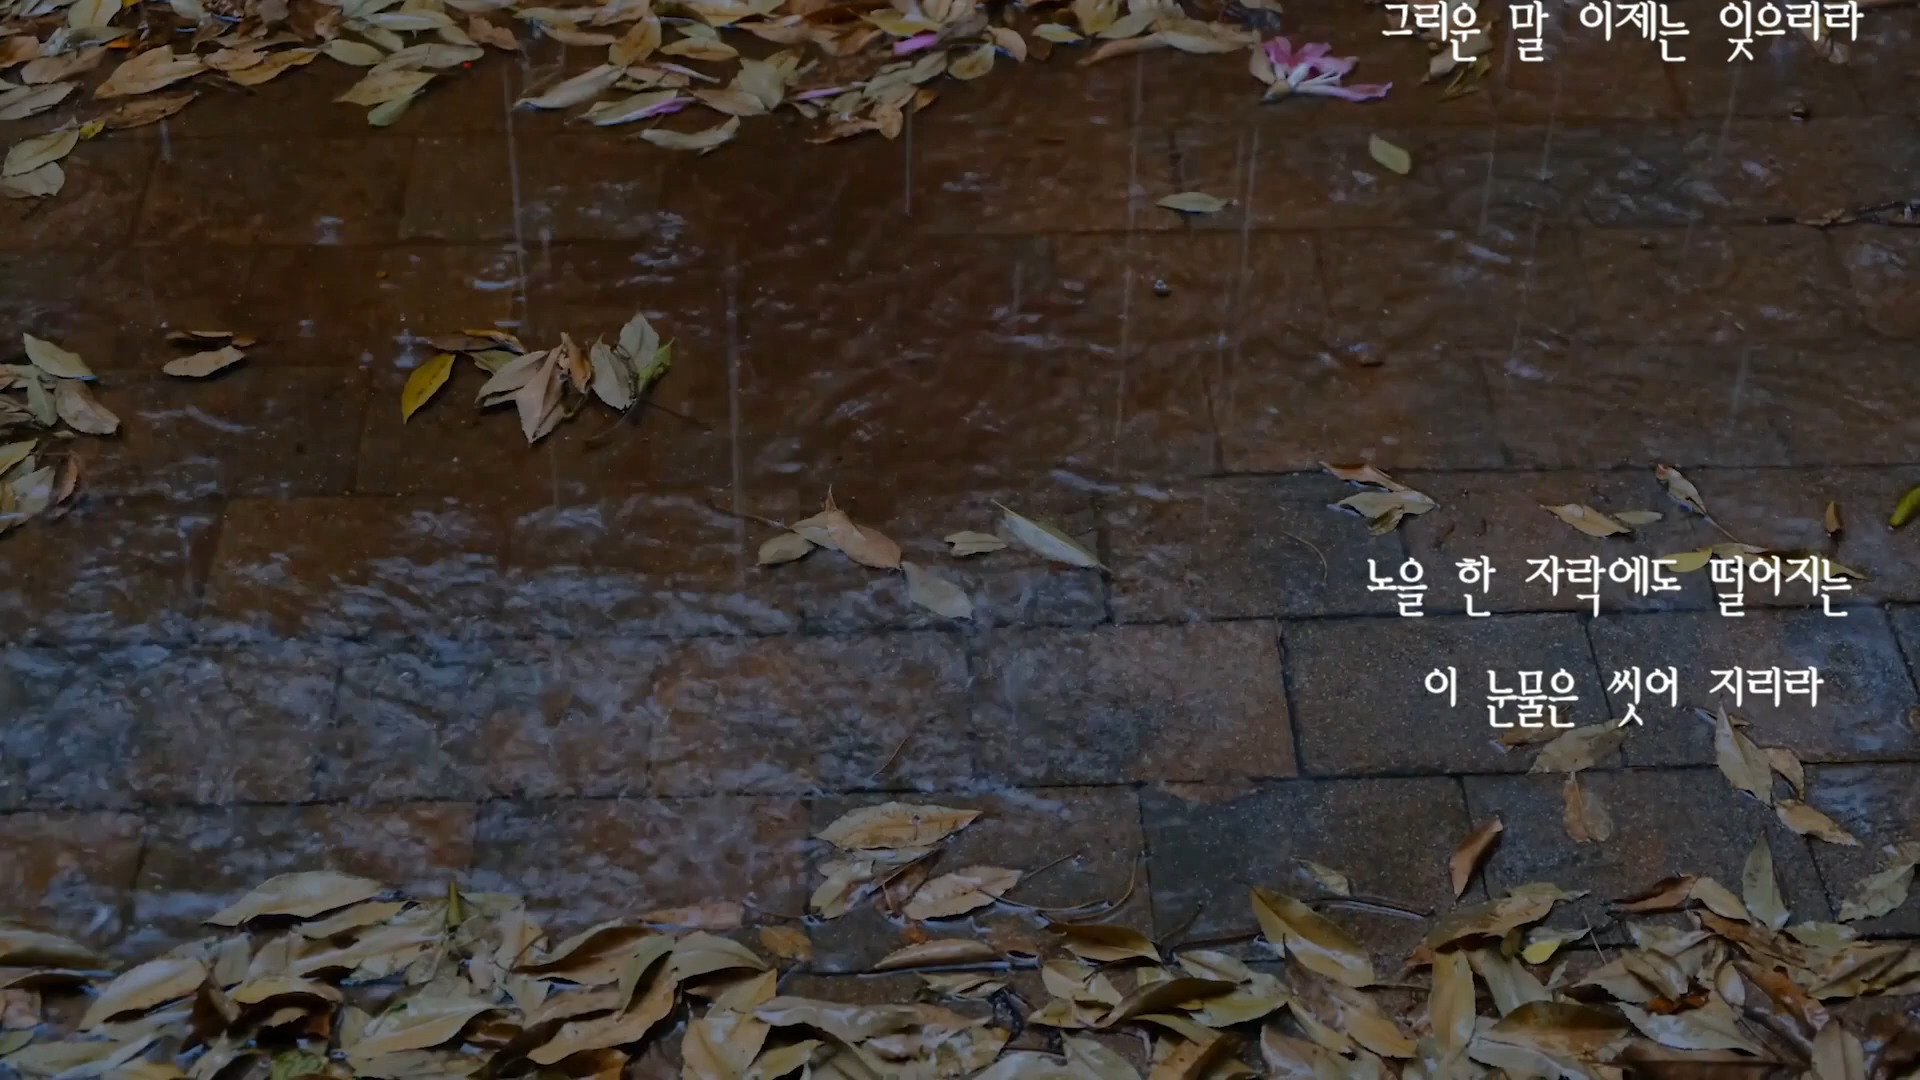 그리운 말 이제는 잊으리라
노을 한 자락에도 떨어지는
이 눈물은 씻어 지리라